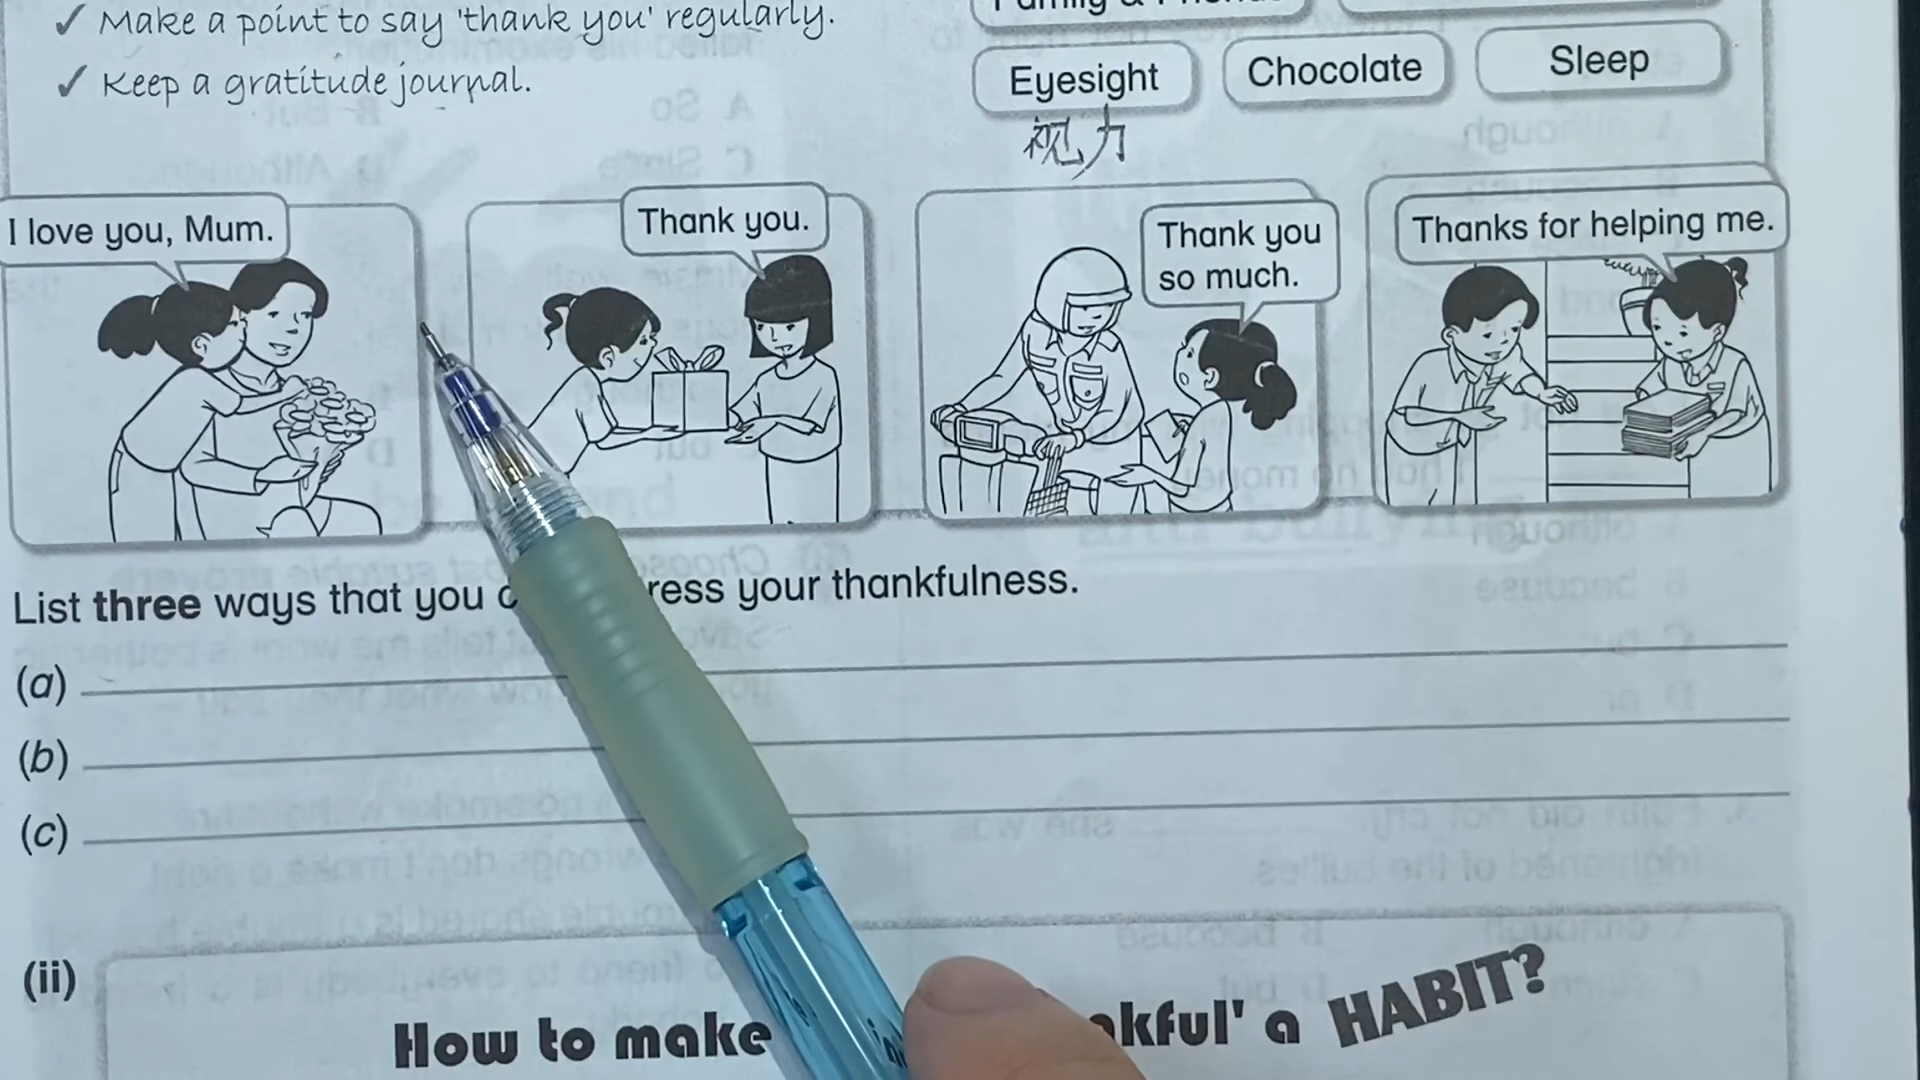 ✓ Make a point to say 'thank you' regularly.
✓ Keep a gratitude journal.
Family &
Eyesight
Chocolate
Sleep
视力
I love you, Mum.
Thank you.
Thank you
so much.
Thanks for helping me.
List three ways that you your thankfulness.
(a)
(b)
(c)
(ii)
How to make a HABIT?